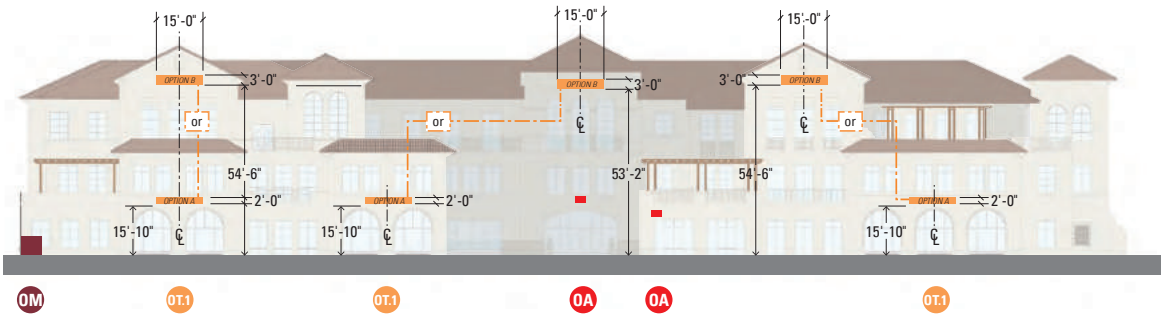 15'-0"
15'-0"
15'-0"
OPTION B
3'-0"
OPTION B
3'-0"
3'-0"
OPTION B
or
or
or
℄
℄
54'-6"
53'-2"
54'-6"
OPTION A
2'-0"
OPTION A
2'-0"
OPTION A
2'-0"
15'-10"
℄
15'-10"
℄
15'-10"
℄
OM
OT.1
OT.1
OA
OA
OT.1